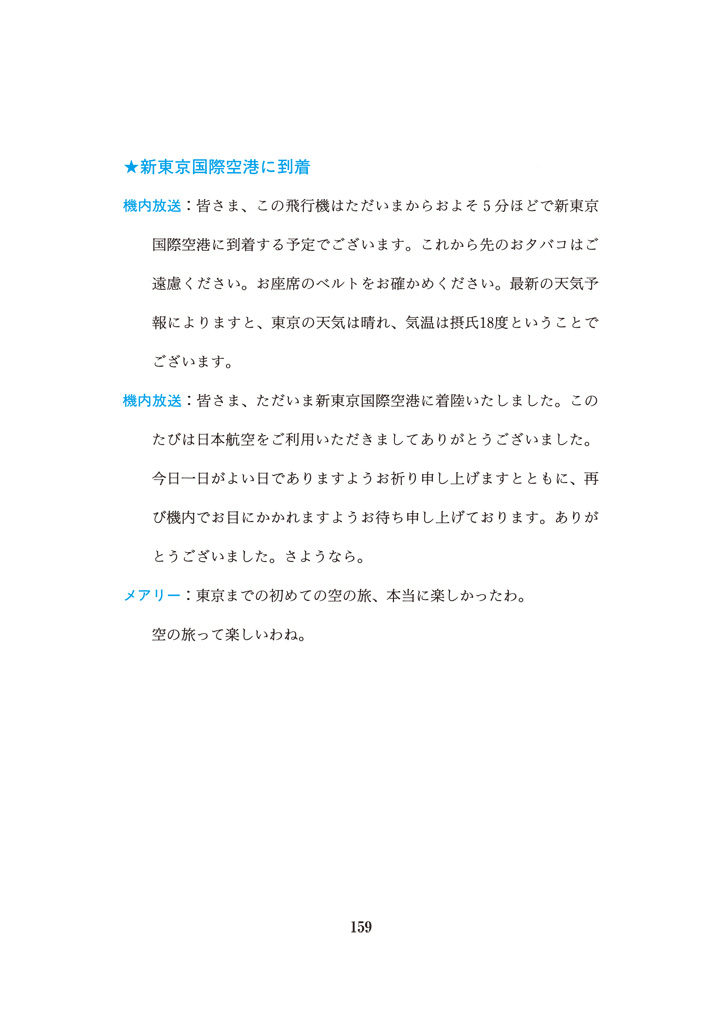 ★新東京国際空港に到着
機内放送：皆さま、この飛行機はただいまからおよそ５分ほどで新東京
国際空港に到着する予定でございます。これから先のおタバコはご
遠慮ください。お座席のベルトをお確かめください。最新の天気予
報によりますと、東京の天気は晴れ、気温は摂氏18度ということで
ございます。
機内放送：皆さま、ただいま新東京国際空港に着陸いたしました。この
たびは日本航空をご利用いただきましてありがとうございました。
今日一日がよい日でありますようお祈り申し上げますとともに、再
び機内でお目にかかれますようお待ち申し上げております。ありが
とうございました。さようなら。
メアリー：東京までの初めての空の旅、本当に楽しかったわ。
空の旅って楽しいわね。
159